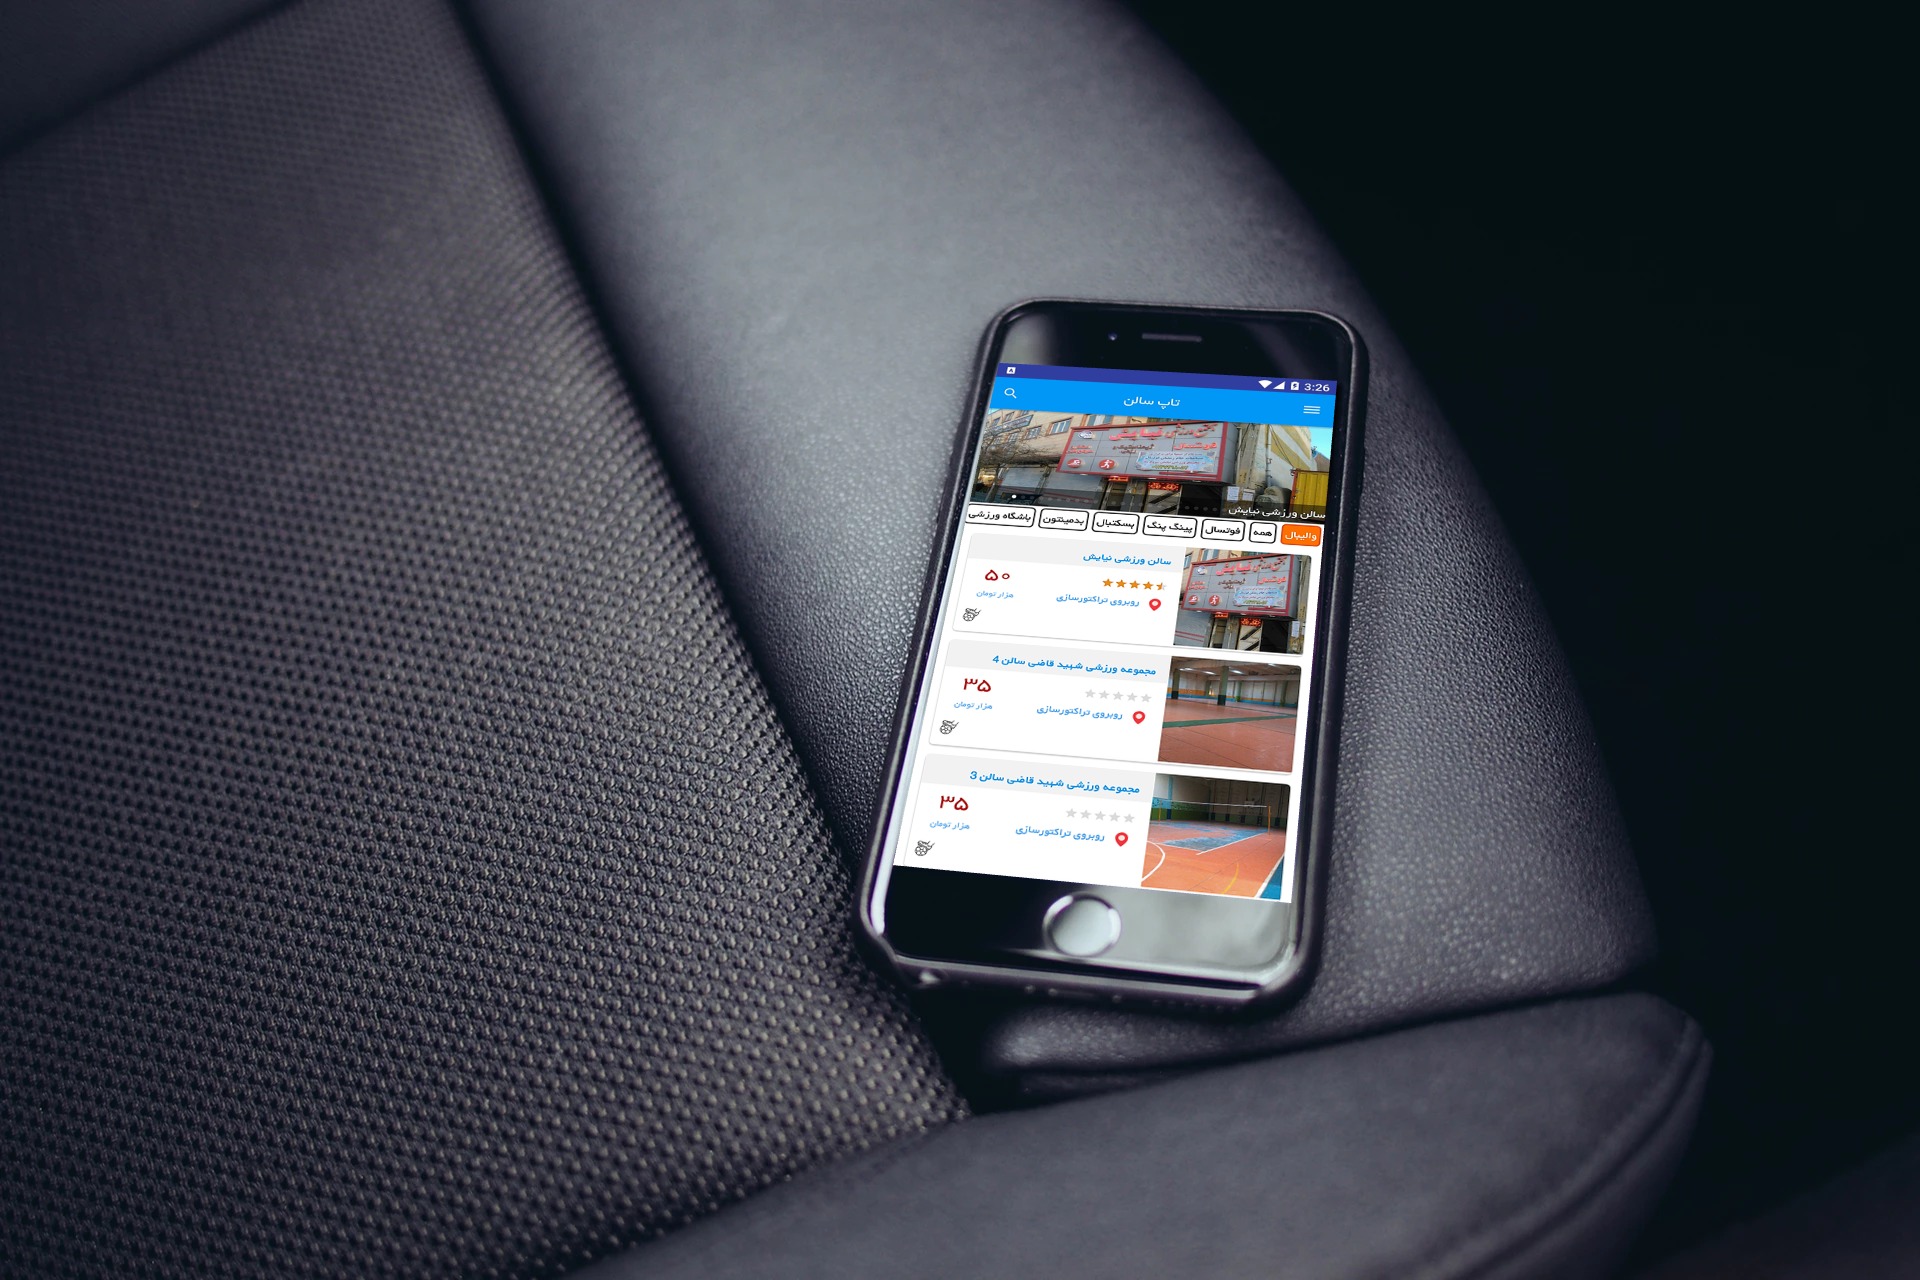 3:26
تاپ سالن
سالن ورزشی نیایش
والیبال همه فوتسال پینگ پنگ بسکتبال بدمینتون باشگاه ورزشی
سالن ورزشی نیایش
۵۰
هزار تومان
روبروی تراکتورسازی
مجموعه ورزشی شهید قاضی سالن 4
۳۵
هزار تومان
روبروی تراکتورسازی
مجموعه ورزشی شهید قاضی سالن 3
۳۵
هزار تومان
روبروی تراکتورسازی